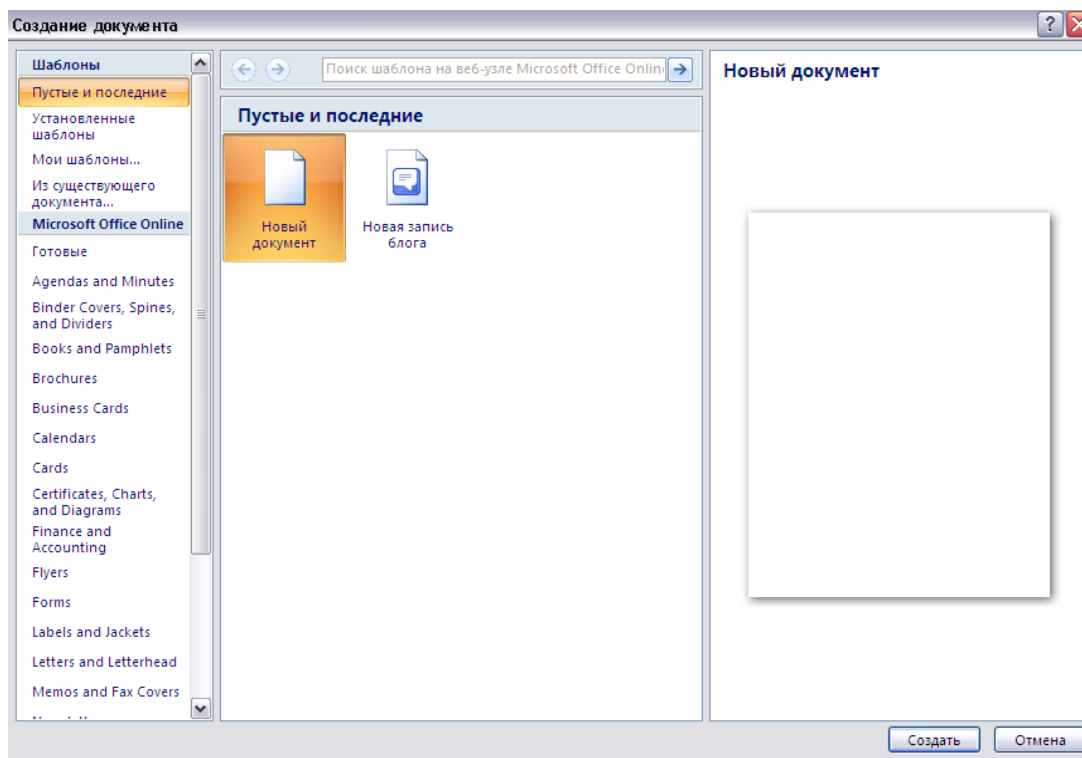 Создание документа
Шаблоны
Пустые и последние
Установленные
шаблоны
Мои шаблоны...
Из существующего
документа...
Microsoft Office Online
Готовые
Agendas and Minutes
Binder Covers, Spines,
and Dividers
Books and Pamphlets
Brochures
Business Cards
Calendars
Cards
Certificates, Charts,
and Diagrams
Finance and
Accounting
Flyers
Forms
Labels and Jackets
Letters and Letterhead
Memos and Fax Covers
Поиск шаблона на веб-узле Microsoft Office
Пустые и последние
Новый
документ
Новая запись
блога
Новый документ
Создать
Отмена